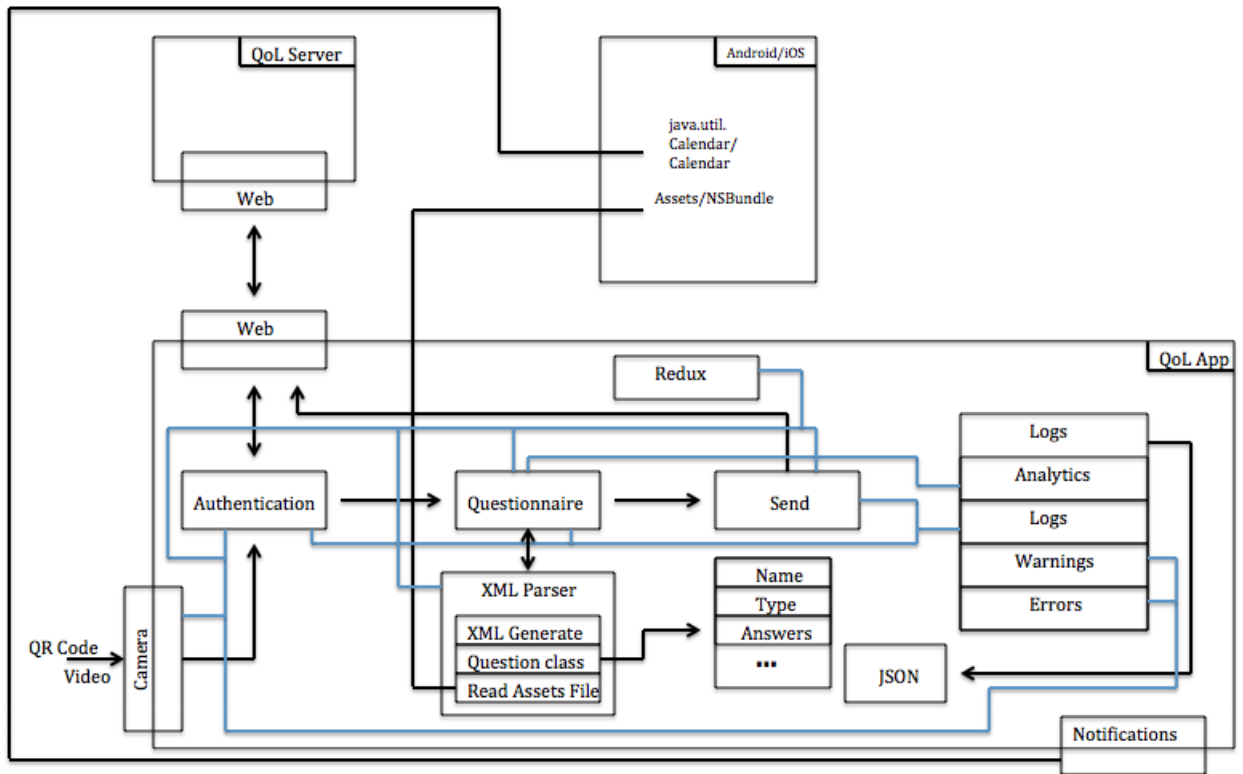 QoL Server
Android/iOS
java.util.
Calendar/
Calendar
Assets/NSBundle
Web
Web
QoL App
Redux
Logs
Analytics
Logs
Warnings
Errors
Authentication
Questionnaire
Send
XML Parser
XML Generate
Question class
Read Assets File
Name
Type
Answers
...
JSON
QR Code
Video
Camera
Notifications